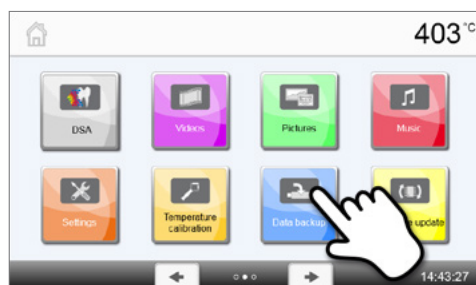 403 °C
DSA
Videos
Pictures
Music
Settings
Temperature
calibration
Data backup
update
14:43:27